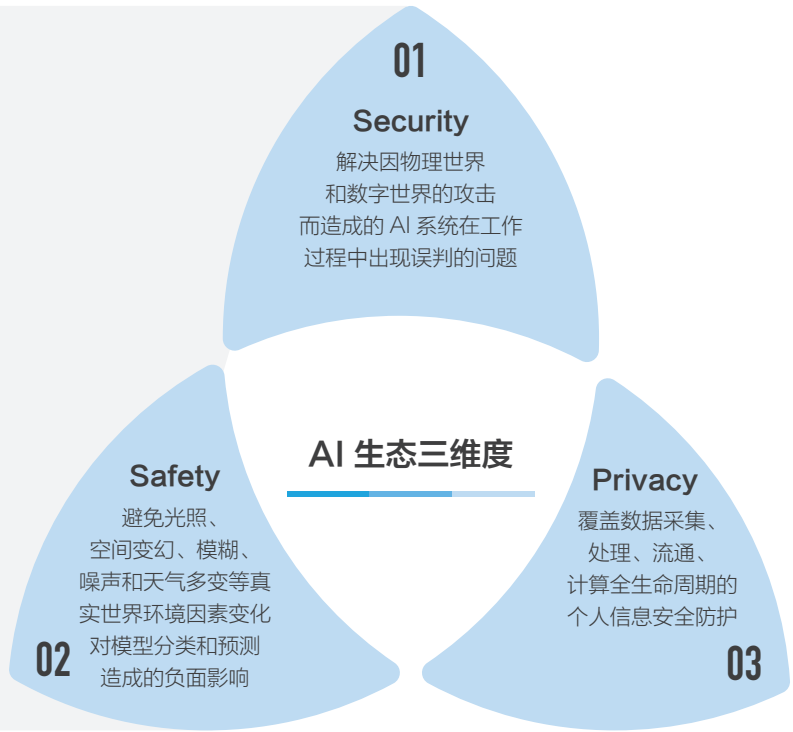 01
Security
解决因物理世界
和数字世界的攻击
而造成的 AI 系统在工作
过程中出现误判的问题
AI 生态三维度
Safety
避免光照、
空间变幻、模糊、
噪声和天气多变等真
实世界环境因素变化
对模型分类和预测
造成的负面影响
02
Privacy
覆盖数据采集、
处理、流通、
计算全生命周期的
个人信息安全防护
03